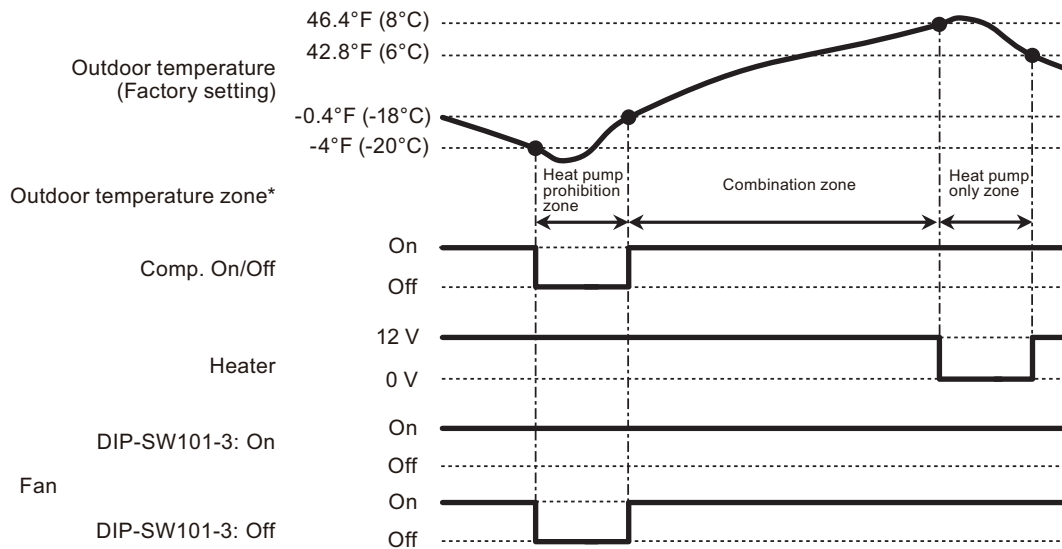 46.4°F (8°C)
42.8°F (6°C)
Outdoor temperature
(Factory setting)
-0.4°F (-18°C)
-4°F (-20°C)
Outdoor temperature zone*
Heat pump
prohibition
zone
Combination zone
Heat pump
only zone
Comp. On/Off
On
Off
Heater
12 V
0 V
Fan
DIP-SW101-3: On
On
Off
DIP-SW101-3: Off
On
Off